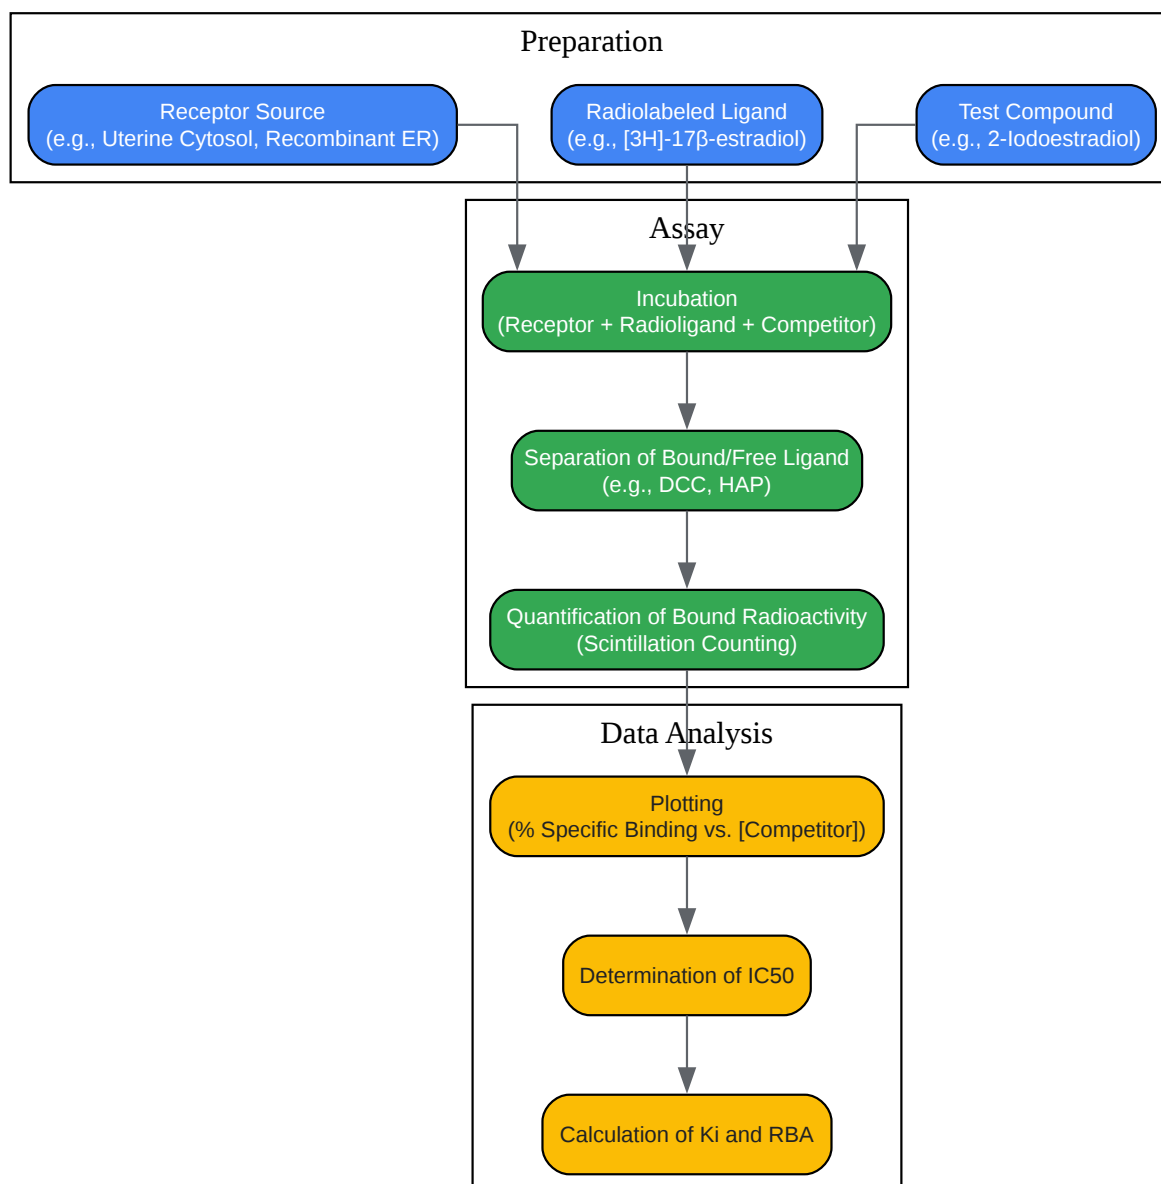 Preparation
Receptor Source
(e.g., Uterine Cytosol, Recombinant ER)
Radiolabeled Ligand
(e.g., [3H]-17β-estradiol)
Test Compound
(e.g., 2-Iodoestradiol)
Assay
Incubation
(Receptor + Radioligand + Competitor)
Separation of Bound/Free Ligand
(e.g., DCC, HAP)
Quantification of Bound Radioactivity
(Scintillation Counting)
Data Analysis
Plotting
(% Specific Binding vs. [Competitor])
Determination of IC50
Calculation of Ki and RBA